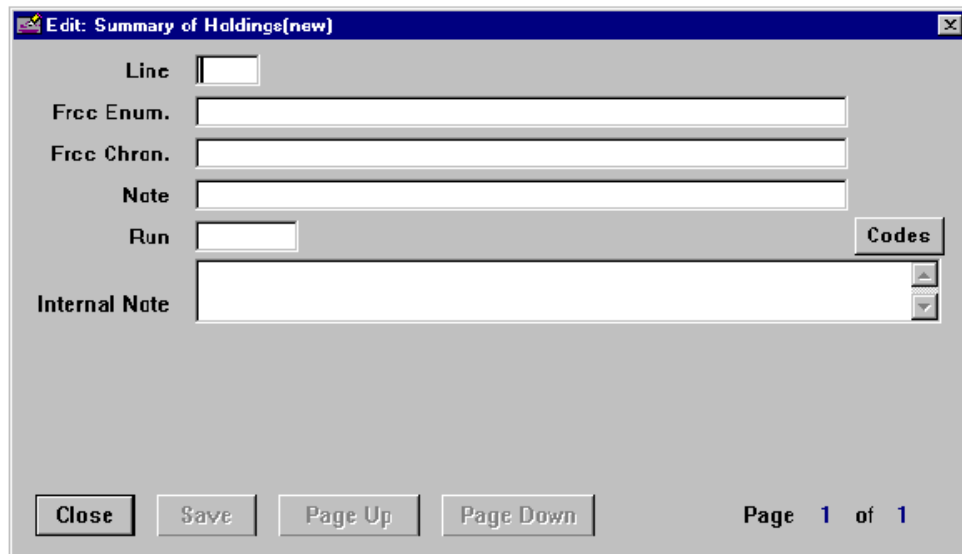 Edit: Summary of Holdings(new)
Line
Free Enum.
Free Chron.
Note
Run
Codes
Internal Note
Close Save Page Up Page Down Page 1 of 1